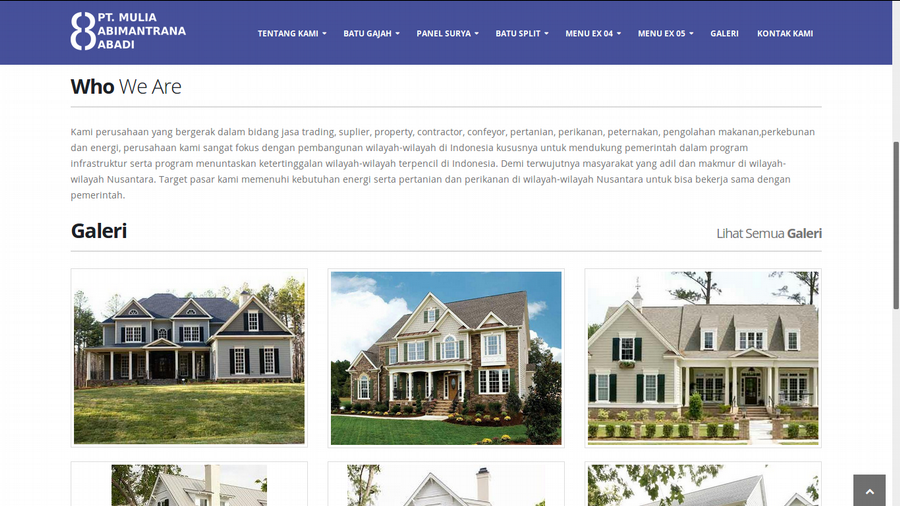 PT. MULIA
ABIMANTRANA
ABADI
TENTANG KAMI BATU GAJAH PANEL SURYA BATU SPLIT MENU EX 04 MENU EX 05 GALERI KONTAK KAMI
Who We Are
Kami perusahaan yang bergerak dalam bidang jasa trading, suplier, property, contractor, confeyor, pertanian, perikanan, peternakan, pengolahan makanan,perkebunan
dan energi, perusahaan kami sangat fokus dengan pembangunan wilayah-wilayah di Indonesia kususnya untuk mendukung pemerintah dalam program
infrastruktur serta program menuntaskan ketertinggalan wilayah-wilayah terpencil di Indonesia. Demi terwujutnya masyarakat yang adil dan makmur di wilayah-
wilayah Nusantara. Target pasar kami memenuhi kebutuhan energi serta pertanian dan perikanan di wilayah-wilayah Nusantara untuk bisa bekerja sama dengan
pemerintah.
Galeri
Lihat Semua Galeri